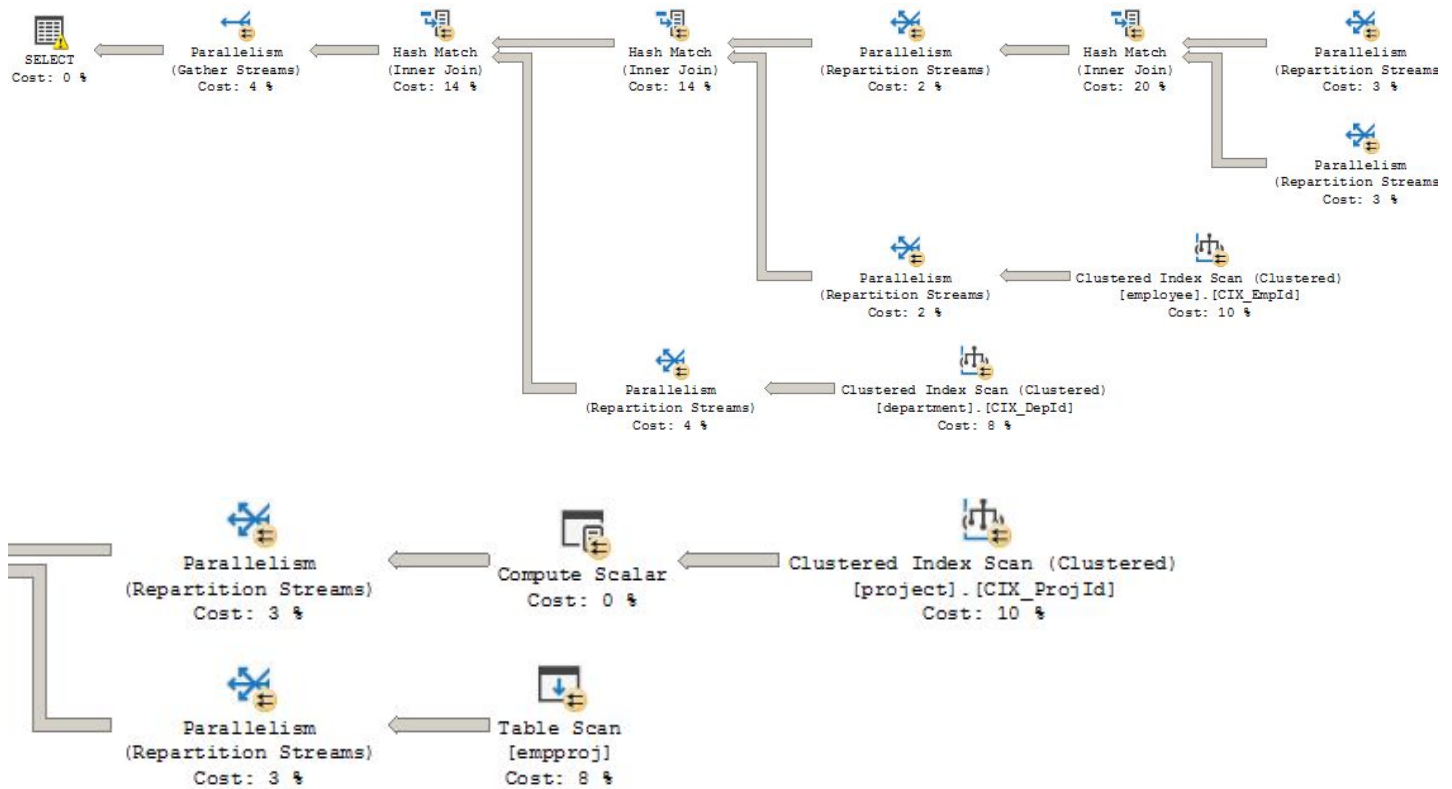 SELECT
Cost: 0 %
Parallelism
(Gather Streams)
Cost: 4 %
Hash Match
(Inner Join)
Cost: 14 %
Hash Match
(Inner Join)
Cost: 14 %
Parallelism
(Repartition Streams)
Cost: 2 %
Hash Match
(Inner Join)
Cost: 20 %
Parallelism
(Repartition Streams
Cost: 3 %
Parallelism
(Repartition Streams
Cost: 3 %
Parallelism
(Repartition Streams)
Cost: 2 %
Clustered Index Scan (Clustered)
[employee].[CIX_EmpId]
Cost: 10 %
Parallelism
(Repartition Streams)
Cost: 4 %
Clustered Index Scan (Clustered)
[department].[CIX_DepId]
Cost: 8 %
Parallelism
(Repartition Streams)
Cost: 3 %
Compute Scalar
Cost: 0 %
Clustered Index Scan (Clustered)
[project].[CIX_ProjId]
Cost: 10 %
Parallelism
(Repartition Streams)
Cost: 3 %
Table Scan
[empproj]
Cost: 8 %